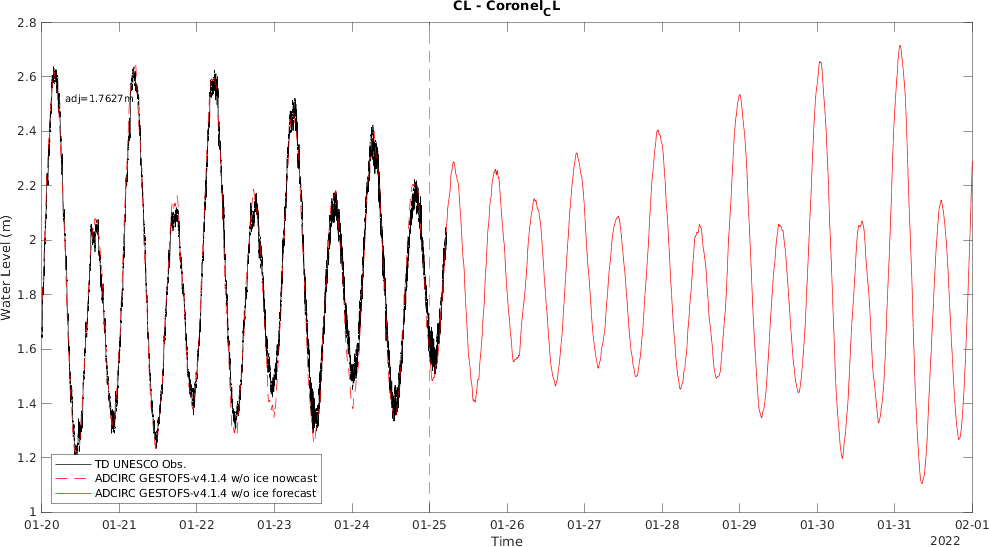 CL - Coronel_CL
2.8
2.6
2.4
2.2
2
1.8
1.6
1.4
1.2
1
Water Level (m)
adj=1.7627m
TD UNESCO Obs.
ADCIRC GESTOFS-v4.1.4 w/o ice nowcast
ADCIRC GESTOFS-v4.1.4 w/o ice forecast
01-20 01-21 01-22 01-23 01-24 01-25 01-26 01-27 01-28 01-29 01-30 01-31 02-01
Time
2022